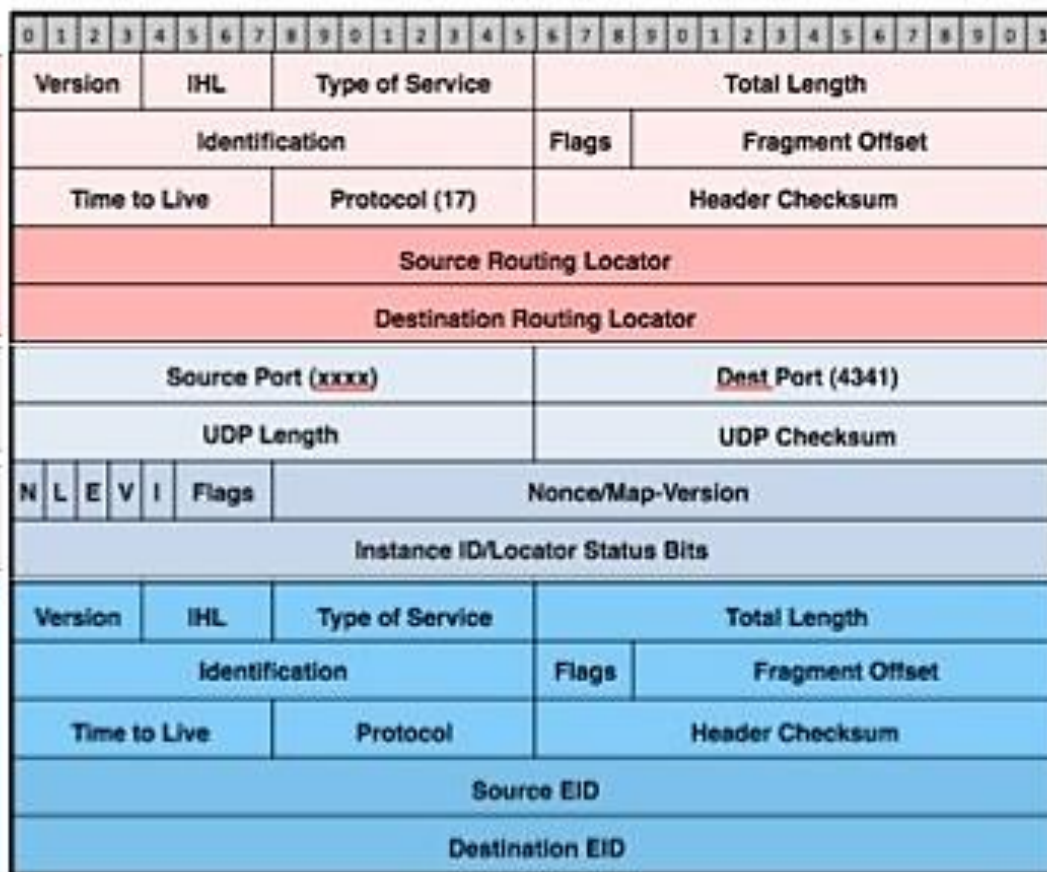 0 1 2 3 4 5 6 7 8 9 0 1 2 3 4 5 6 7 8 9 0 1 2 3 4 5 6 7 8 9 0 1
Version IHL Type of Service Total Length
Identification Flags Fragment Offset
Time to Live Protocol (17) Header Checksum
Source Routing Locator
Destination Routing Locator
Source Port (xxxx) Dest Port (4341)
UDP Length UDP Checksum
N L E V I Flags Nonce/Map-Version
Instance ID/Locator Status Bits
Version IHL Type of Service Total Length
Identification Flags Fragment Offset
Time to Live Protocol Header Checksum
Source EID
Destination EID